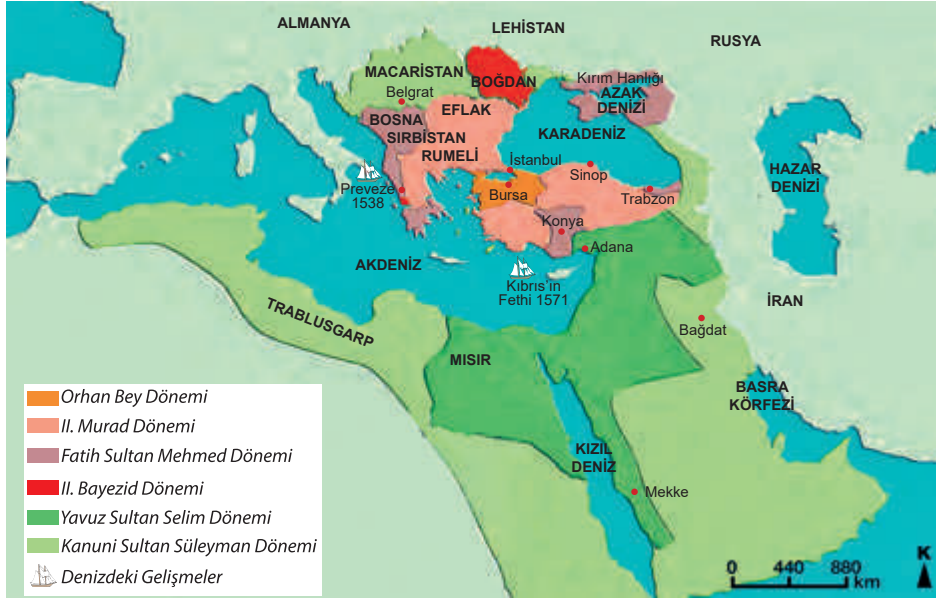 ALMANYA
LEHİSTAN
RUSYA
MACARİSTAN
BOĞDAN
Kırım Hanlığı
AZAK
DENİZİ
Belgrat
EFLAK
BOSNA
SIRBİSTAN
RUMELİ
KARADENİZ
HAZAR
DENİZİ
İstanbul
Sinop
Preveze
1538
Bursa
Trabzon
Konya
Adana
AKDENİZ
Kıbrıs'ın
Fethi 1571
İRAN
TRABLUSGARP
Bağdat
MISIR
BASRA
KÖRFEZİ
KIZIL
DENİZ
Mekke
Orhan Bey Dönemi
II. Murad Dönemi
Fatih Sultan Mehmed Dönemi
II. Bayezid Dönemi
Yavuz Sultan Selim Dönemi
Kanuni Sultan Süleyman Dönemi
Denizdeki Gelişmeler
K
0 440 880
km